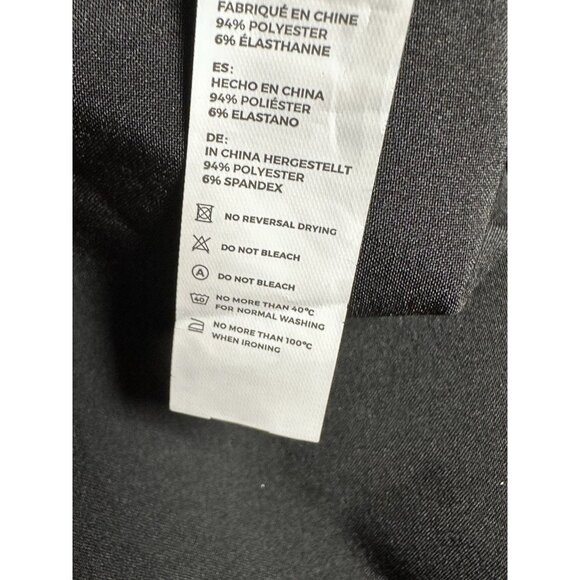 FABRIQUÉ EN CHINE
94% POLYESTER
6% ÉLASTHANNE
ES:
HECHO EN CHINA
94% POLIÉSTER
6% ELASTANO
DE:
IN CHINA HERGESTELLT
94% POLYESTER
6% SPANDEX
NO REVERSAL DRYING
DO NOT BLEACH
A DO NOT BLEACH
40 NO MORE THAN 40℃
FOR NORMAL WASHING
NO MORE THAN 100℃
WHEN IRONING